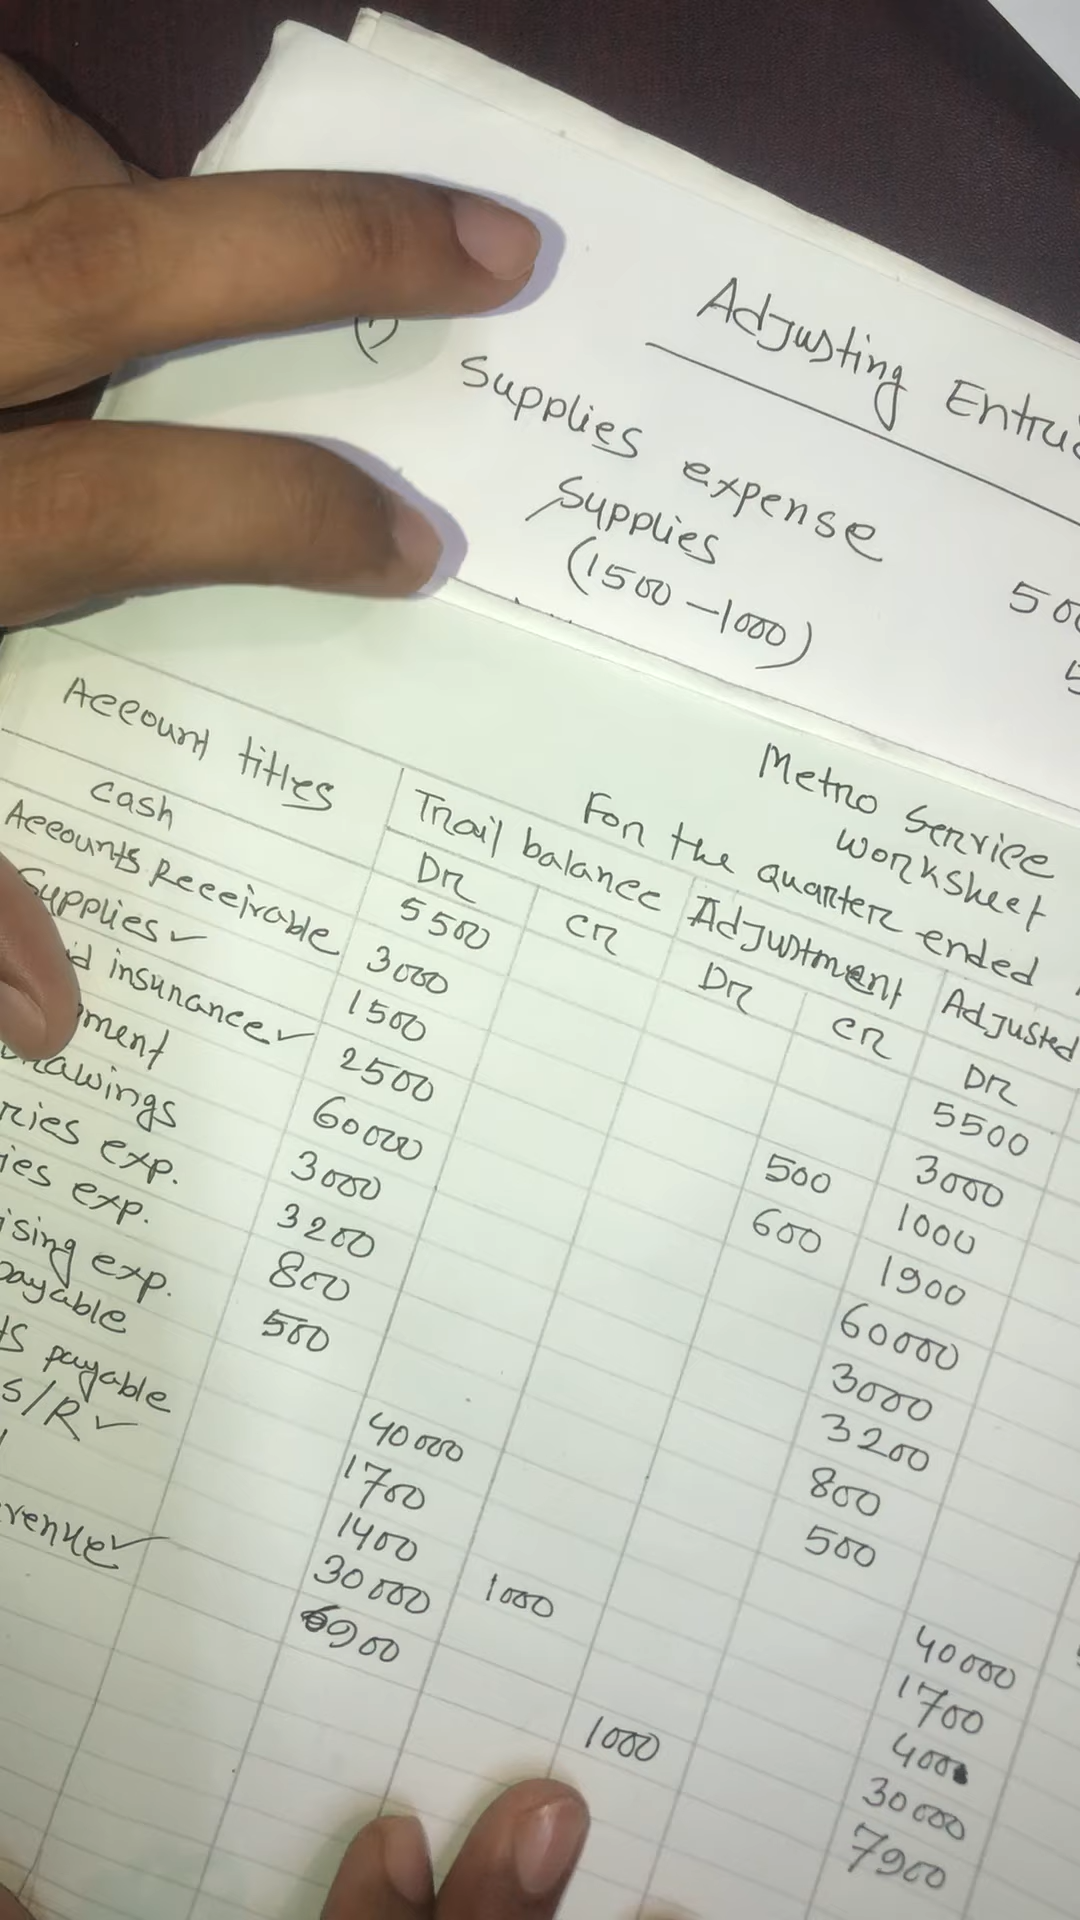 Adjusting Entri
Supplies expense
Supplies
(1500 - 1000)
Metro Service
Worksheet
For the quarter ended
Account titles Trail balance Adjustment Adjusted
DR CR DR CR DR
Cash 5500 5500
Accounts Receivable 3000 3000
Supplies ✓ 1500 500 1000
d insurance ✓ 2500 600 1900
ment 60000 60000
Drawings 3000 3000
ries exp. 3200 3200
ies exp. 800 800
ising exp. 500 500
payable 40000 40000
ts payable 1700 1700
S/R ✓ 1400 1000 400
30000 30000
venue ✓ 6900 1000 7900